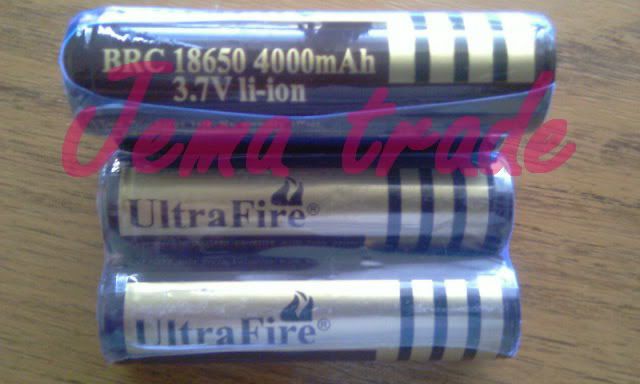 BRC 18650 4000mAh
3.7V li-ion
Jema trade
UltraFire®
UltraFire®